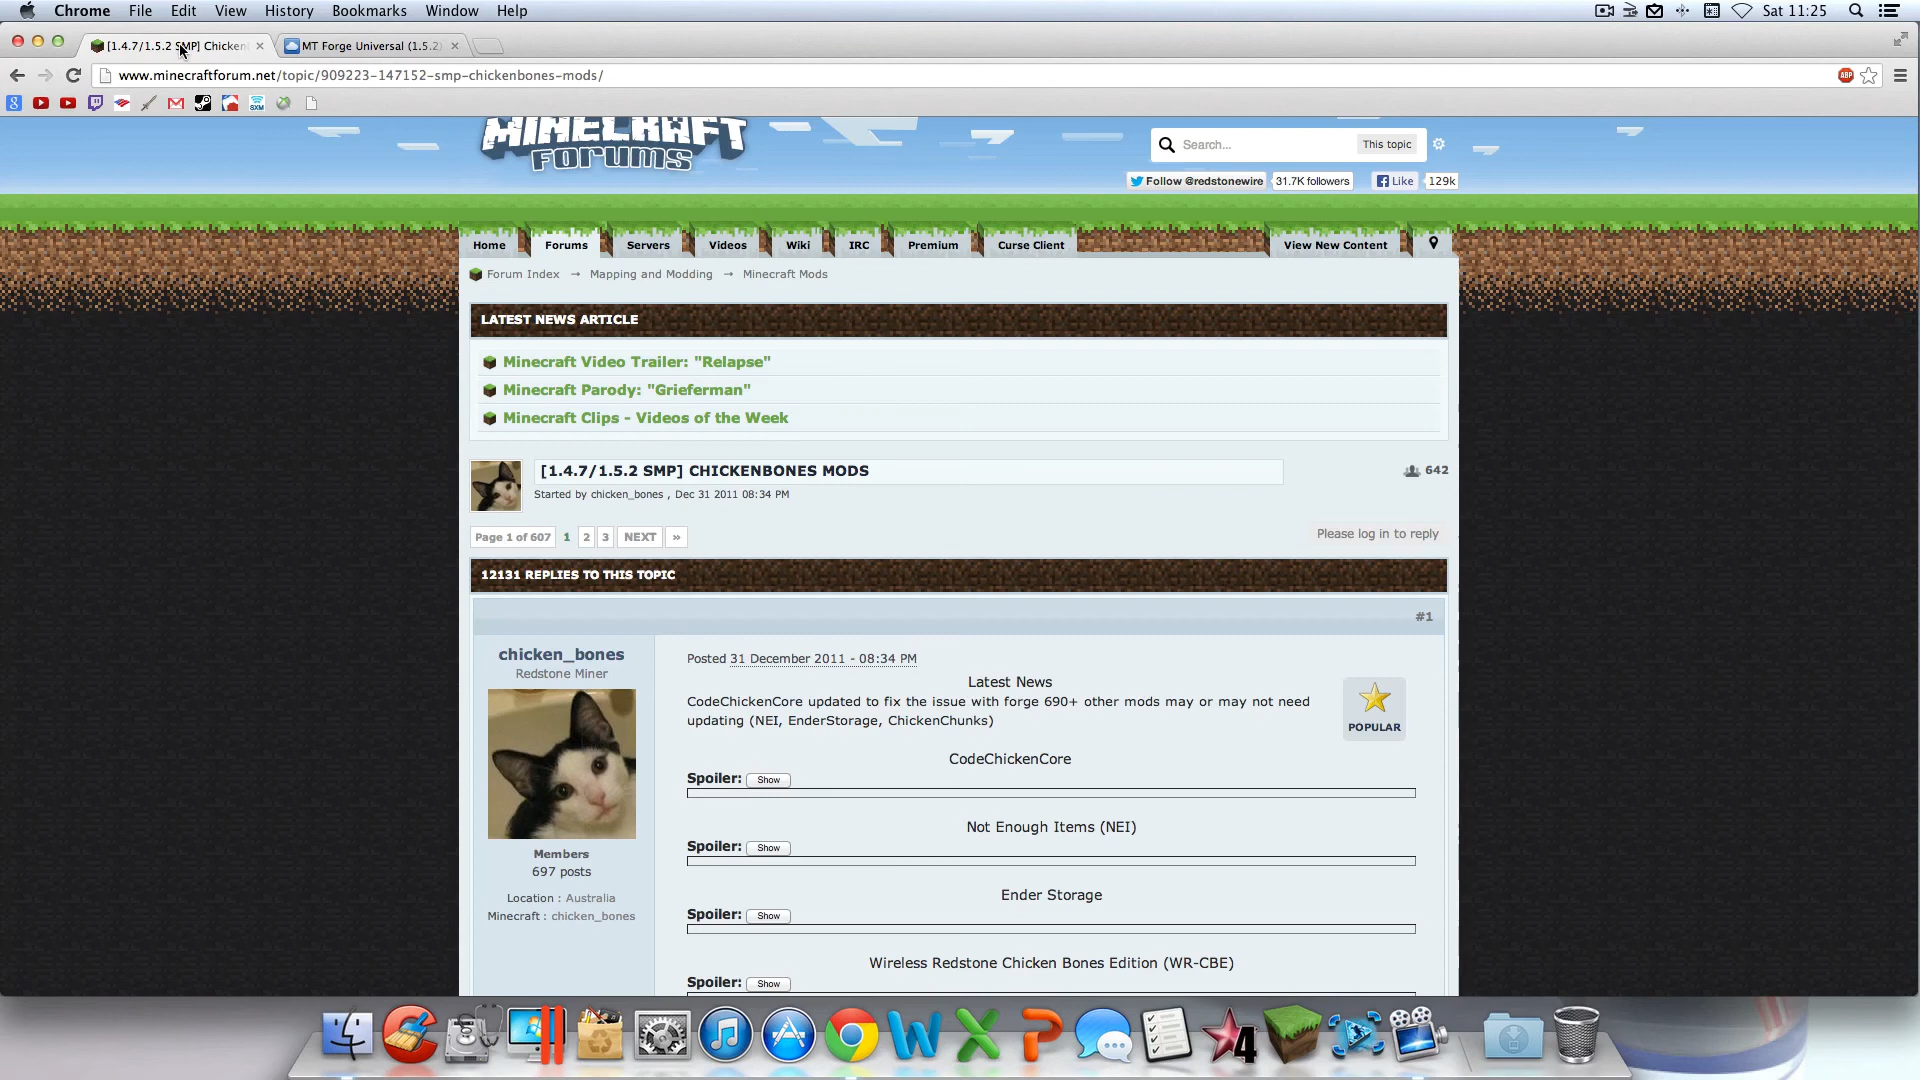 Chrome File Edit View History Bookmarks Window Help Sat 11:25
[1.4.7/1.5.2 SMP] Chicken MT Forge Universal (1.5.2)
www.minecraftforum.net/topic/909223-147152-smp-chickenbones-mods/
ABP
SXM
MINECRAFT
FORUMS
Search... This topic
Follow @redstonewire 31.7K followers Like 129k
Home Forums Servers Videos Wiki IRC Premium Curse Client View New Content
Forum Index → Mapping and Modding → Minecraft Mods
LATEST NEWS ARTICLE
Minecraft Video Trailer: "Relapse"
Minecraft Parody: "Grieferman"
Minecraft Clips - Videos of the Week
[1.4.7/1.5.2 SMP] CHICKENBONES MODS 642
Started by chicken_bones , Dec 31 2011 08:34 PM
Page 1 of 607 1 2 3 NEXT » Please log in to reply
12131 REPLIES TO THIS TOPIC
#1
chicken_bones
Redstone Miner
Members
697 posts
Location : Australia
Minecraft : chicken_bones
Posted 31 December 2011 - 08:34 PM
Latest News
CodeChickenCore updated to fix the issue with forge 690+ other mods may or may not need
updating (NEI, EnderStorage, ChickenChunks)
POPULAR
CodeChickenCore
Spoiler: Show
Not Enough Items (NEI)
Spoiler: Show
Ender Storage
Spoiler: Show
Wireless Redstone Chicken Bones Edition (WR-CBE)
Spoiler: Show